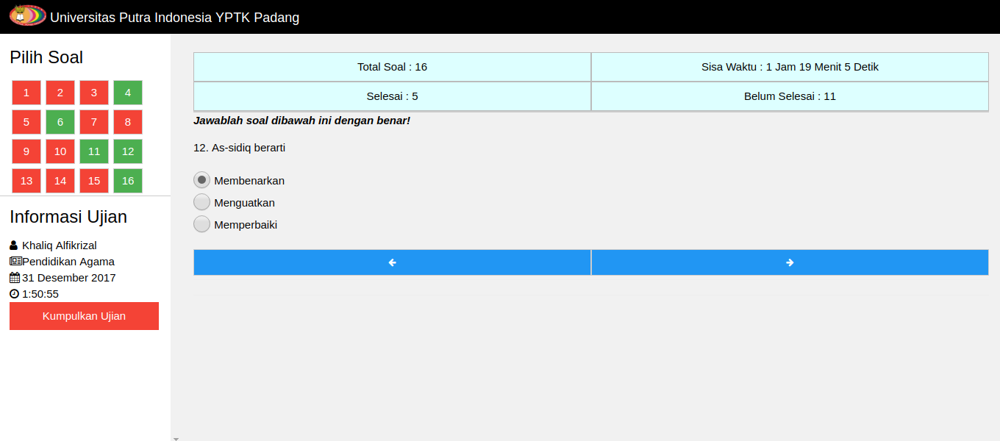 Universitas Putra Indonesia YPTK Padang
Pilih Soal
1 2 3 4
5 6 7 8
9 10 11 12
13 14 15 16
Informasi Ujian
Khaliq Alfikrizal
Pendidikan Agama
31 Desember 2017
1:50:55
Kumpulkan Ujian
Total Soal : 16
Sisa Waktu : 1 Jam 19 Menit 5 Detik
Selesai : 5
Belum Selesai : 11
Jawablah soal dibawah ini dengan benar!
12. As-sidiq berarti
Membenarkan
Menguatkan
Memperbaiki